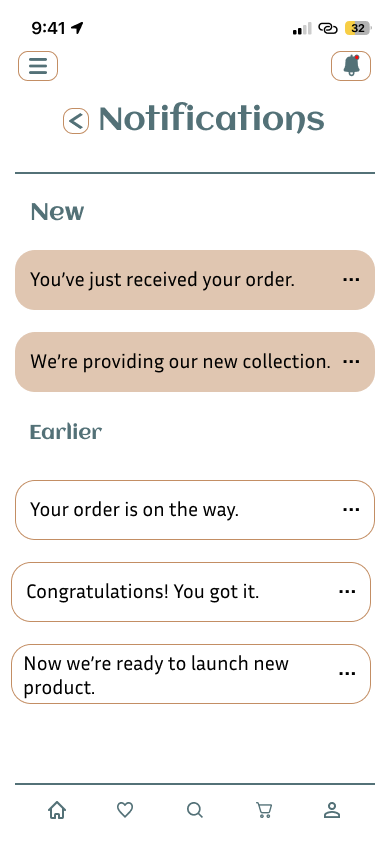 9:41
32
Notifications
New
You’ve just received your order.
We’re providing our new collection.
Earlier
Your order is on the way.
Congratulations! You got it.
Now we’re ready to launch new
product.